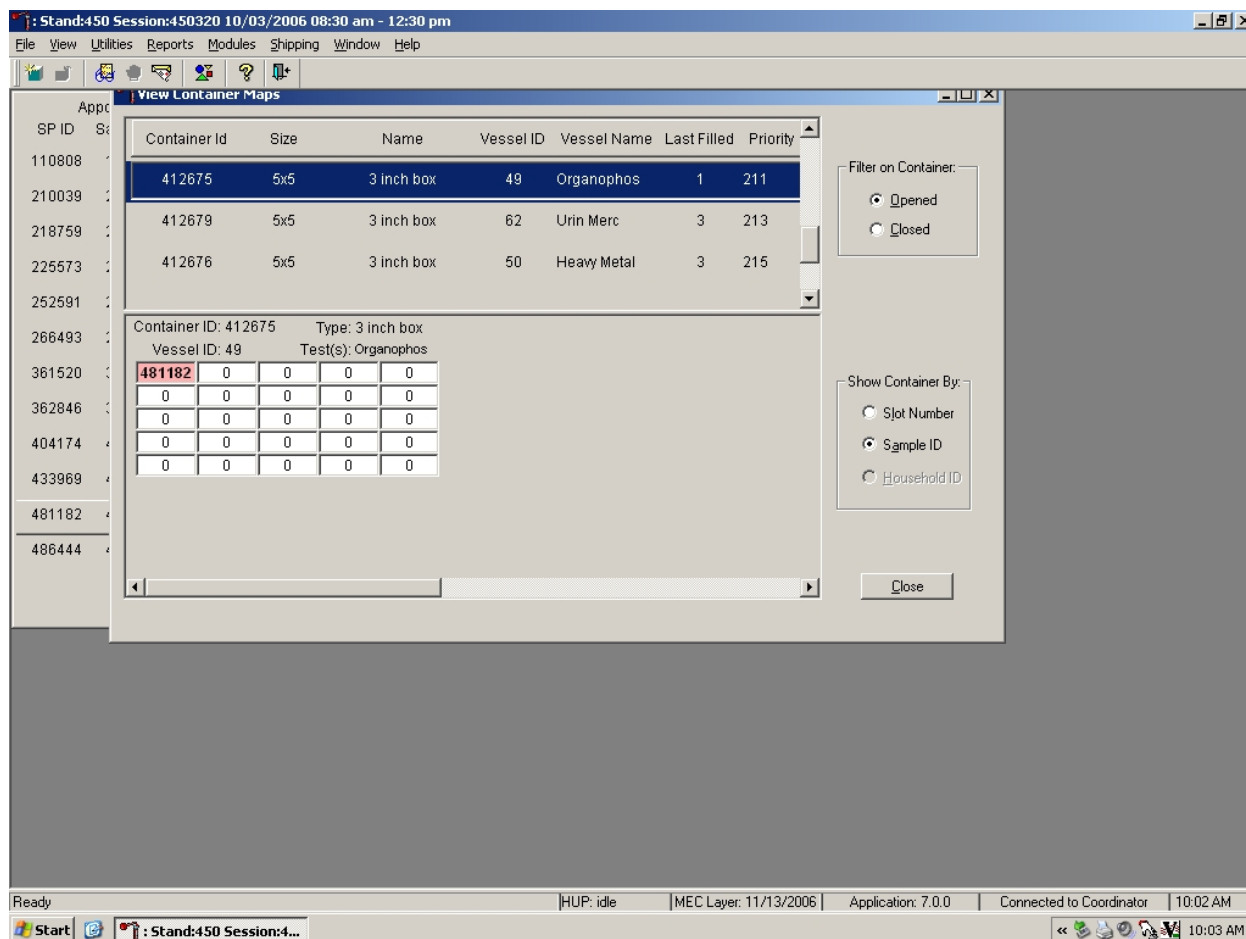 : Stand:450 Session:450320 10/03/2006 08:30 am - 12:30 pm
File View Utilities Reports Modules Shipping Window Help
View Container Maps
SP ID
110808
210039
218759
225573
252591
266493
361520
362846
404174
433969
481182
486444
Container Id Size Name Vessel ID Vessel Name Last Filled Priority
412675 5x5 3 inch box 49 Organophos 1 211
412679 5x5 3 inch box 62 Urin Merc 3 213
412676 5x5 3 inch box 50 Heavy Metal 3 215
Container ID: 412675 Type: 3 inch box
Vessel ID: 49 Test(s): Organophos
481182 0 0 0 0
0 0 0 0 0
0 0 0 0 0
0 0 0 0 0
0 0 0 0 0
Filter on Container:
Opened
Closed
Show Container By:
Slot Number
Sample ID
Household ID
Close
Ready HUP: idle MEC Layer: 11/13/2006 Application: 7.0.0 Connected to Coordinator 10:02 AM
Start : Stand:450 Session:4... « 10:03 AM